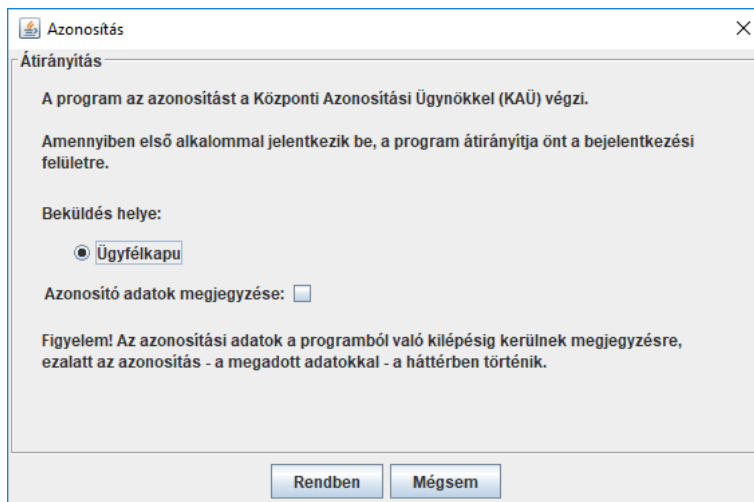 Azonosítás
Átirányítás
A program az azonosítást a Központi Azonosítási Ügynökkel (KAÜ) végzi.
Amennyiben első alkalommal jelentkezik be, a program átirányítja önt a bejelentkezési
felületre.
Beküldés helye:
Ügyfélkapu
Azonosító adatok megjegyzése:
Figyelem! Az azonosítási adatok a programból való kilépésig kerülnek megjegyzésre,
ezalatt az azonosítás - a megadott adatokkal - a háttérben történik.
Rendben Mégsem